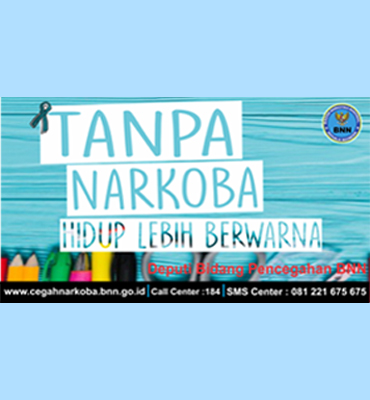 TANPA
BNN
NARKOBA
HIDUP LEBIH BERWARNA
Deputi Bidang Pencegahan BNN
www.cegahnarkoba.bnn.go.id Call Center :184 SMS Center : 081 221 675 675